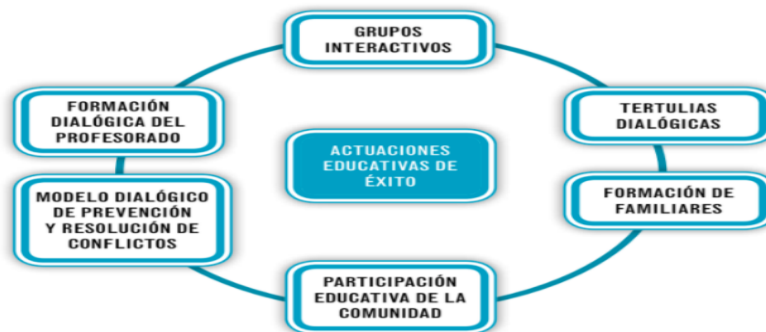 GRUPOS
INTERACTIVOS
FORMACIÓN
DIALÓGICA DEL
PROFESORADO
TERTULIAS
DIALÓGICAS
ACTUACIONES
EDUCATIVAS DE
ÉXITO
MODELO DIALÓGICO
DE PREVENCIÓN
Y RESOLUCIÓN DE
CONFLICTOS
FORMACIÓN DE
FAMILIARES
PARTICIPACIÓN
EDUCATIVA DE LA
COMUNIDAD